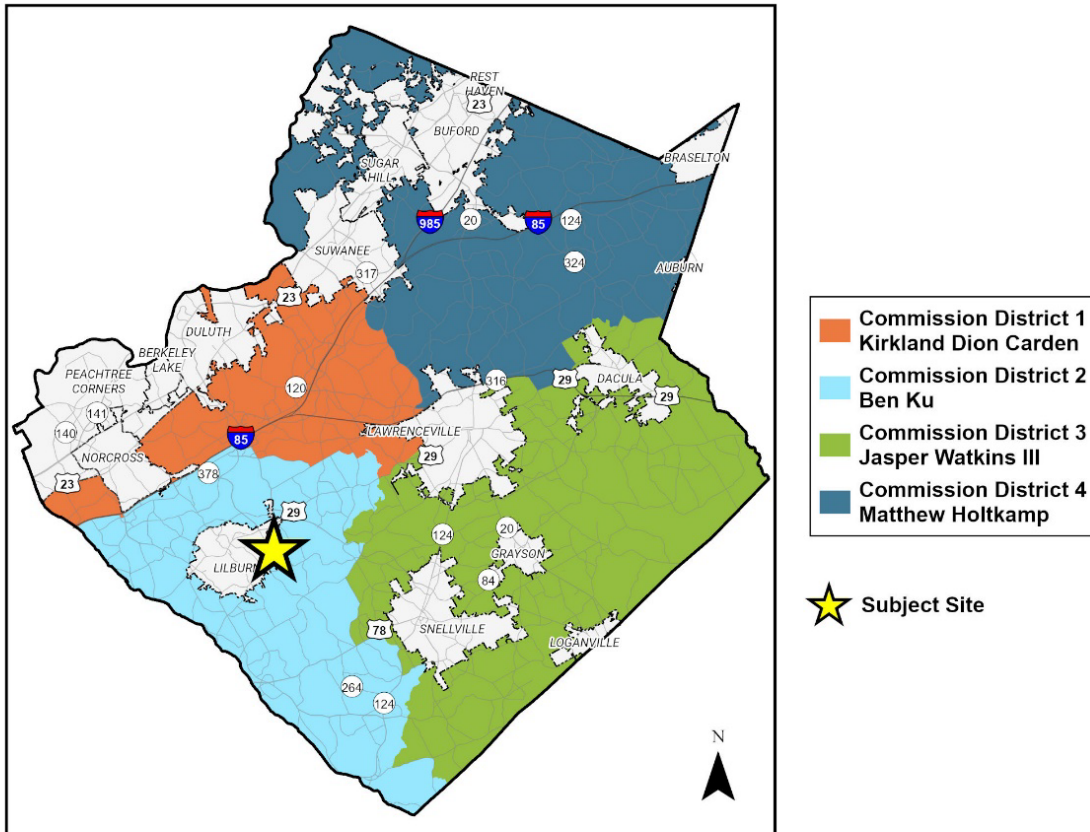 REST
HAVEN
23
BUFORD
BRASELTON
SUGAR
HILL
985
20
85
124
SUWANEE
324
AUBURN
317
23
DULUTH
BERKELEY
LAKE
PEACHTREE
CORNERS
120
316
29
DACULA
29
141
140
LAWRENCEVILLE
85
29
NORCROSS
378
23
29
124
20
GRAYSON
LILBURN
84
78
SNELLVILLE
LOGANVILLE
264
124
N
Commission District 1
Kirkland Dion Carden
Commission District 2
Ben Ku
Commission District 3
Jasper Watkins III
Commission District 4
Matthew Holtkamp
Subject Site